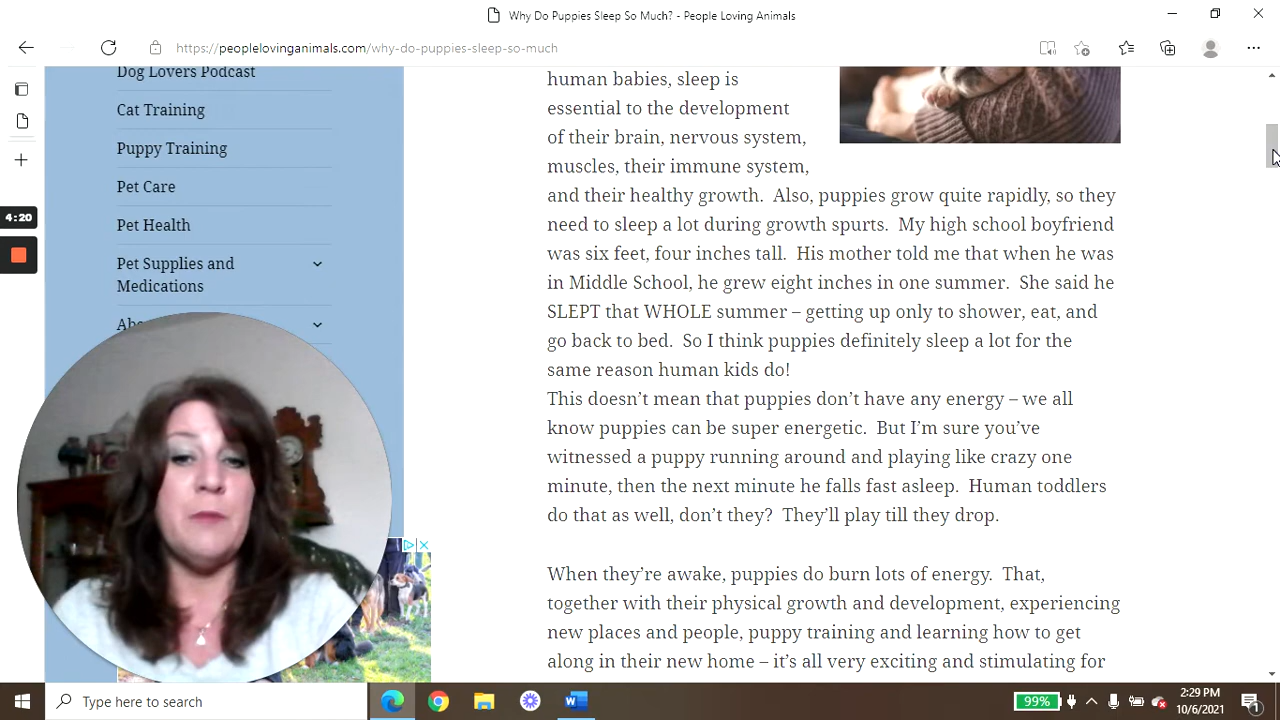 Why Do Puppies Sleep So Much? - People Loving Animals
https://peoplelovinganimals.com/why-do-puppies-sleep-so-much
Dog Lovers Podcast
Cat Training
Puppy Training
Pet Care
Pet Health
Pet Supplies and
Medications
4:20
human babies, sleep is
essential to the development
of their brain, nervous system,
muscles, their immune system,
and their healthy growth. Also, puppies grow quite rapidly, so they
need to sleep a lot during growth spurts. My high school boyfriend
was six feet, four inches tall. His mother told me that when he was
in Middle School, he grew eight inches in one summer. She said he
SLEPT that WHOLE summer – getting up only to shower, eat, and
go back to bed. So I think puppies definitely sleep a lot for the
same reason human kids do!
This doesn’t mean that puppies don’t have any energy – we all
know puppies can be super energetic. But I’m sure you’ve
witnessed a puppy running around and playing like crazy one
minute, then the next minute he falls fast asleep. Human toddlers
do that as well, don’t they? They’ll play till they drop.
When they’re awake, puppies do burn lots of energy. That,
together with their physical growth and development, experiencing
new places and people, puppy training and learning how to get
along in their new home – it’s all very exciting and stimulating for
Type here to search
99%
2:29 PM
10/6/2021
1